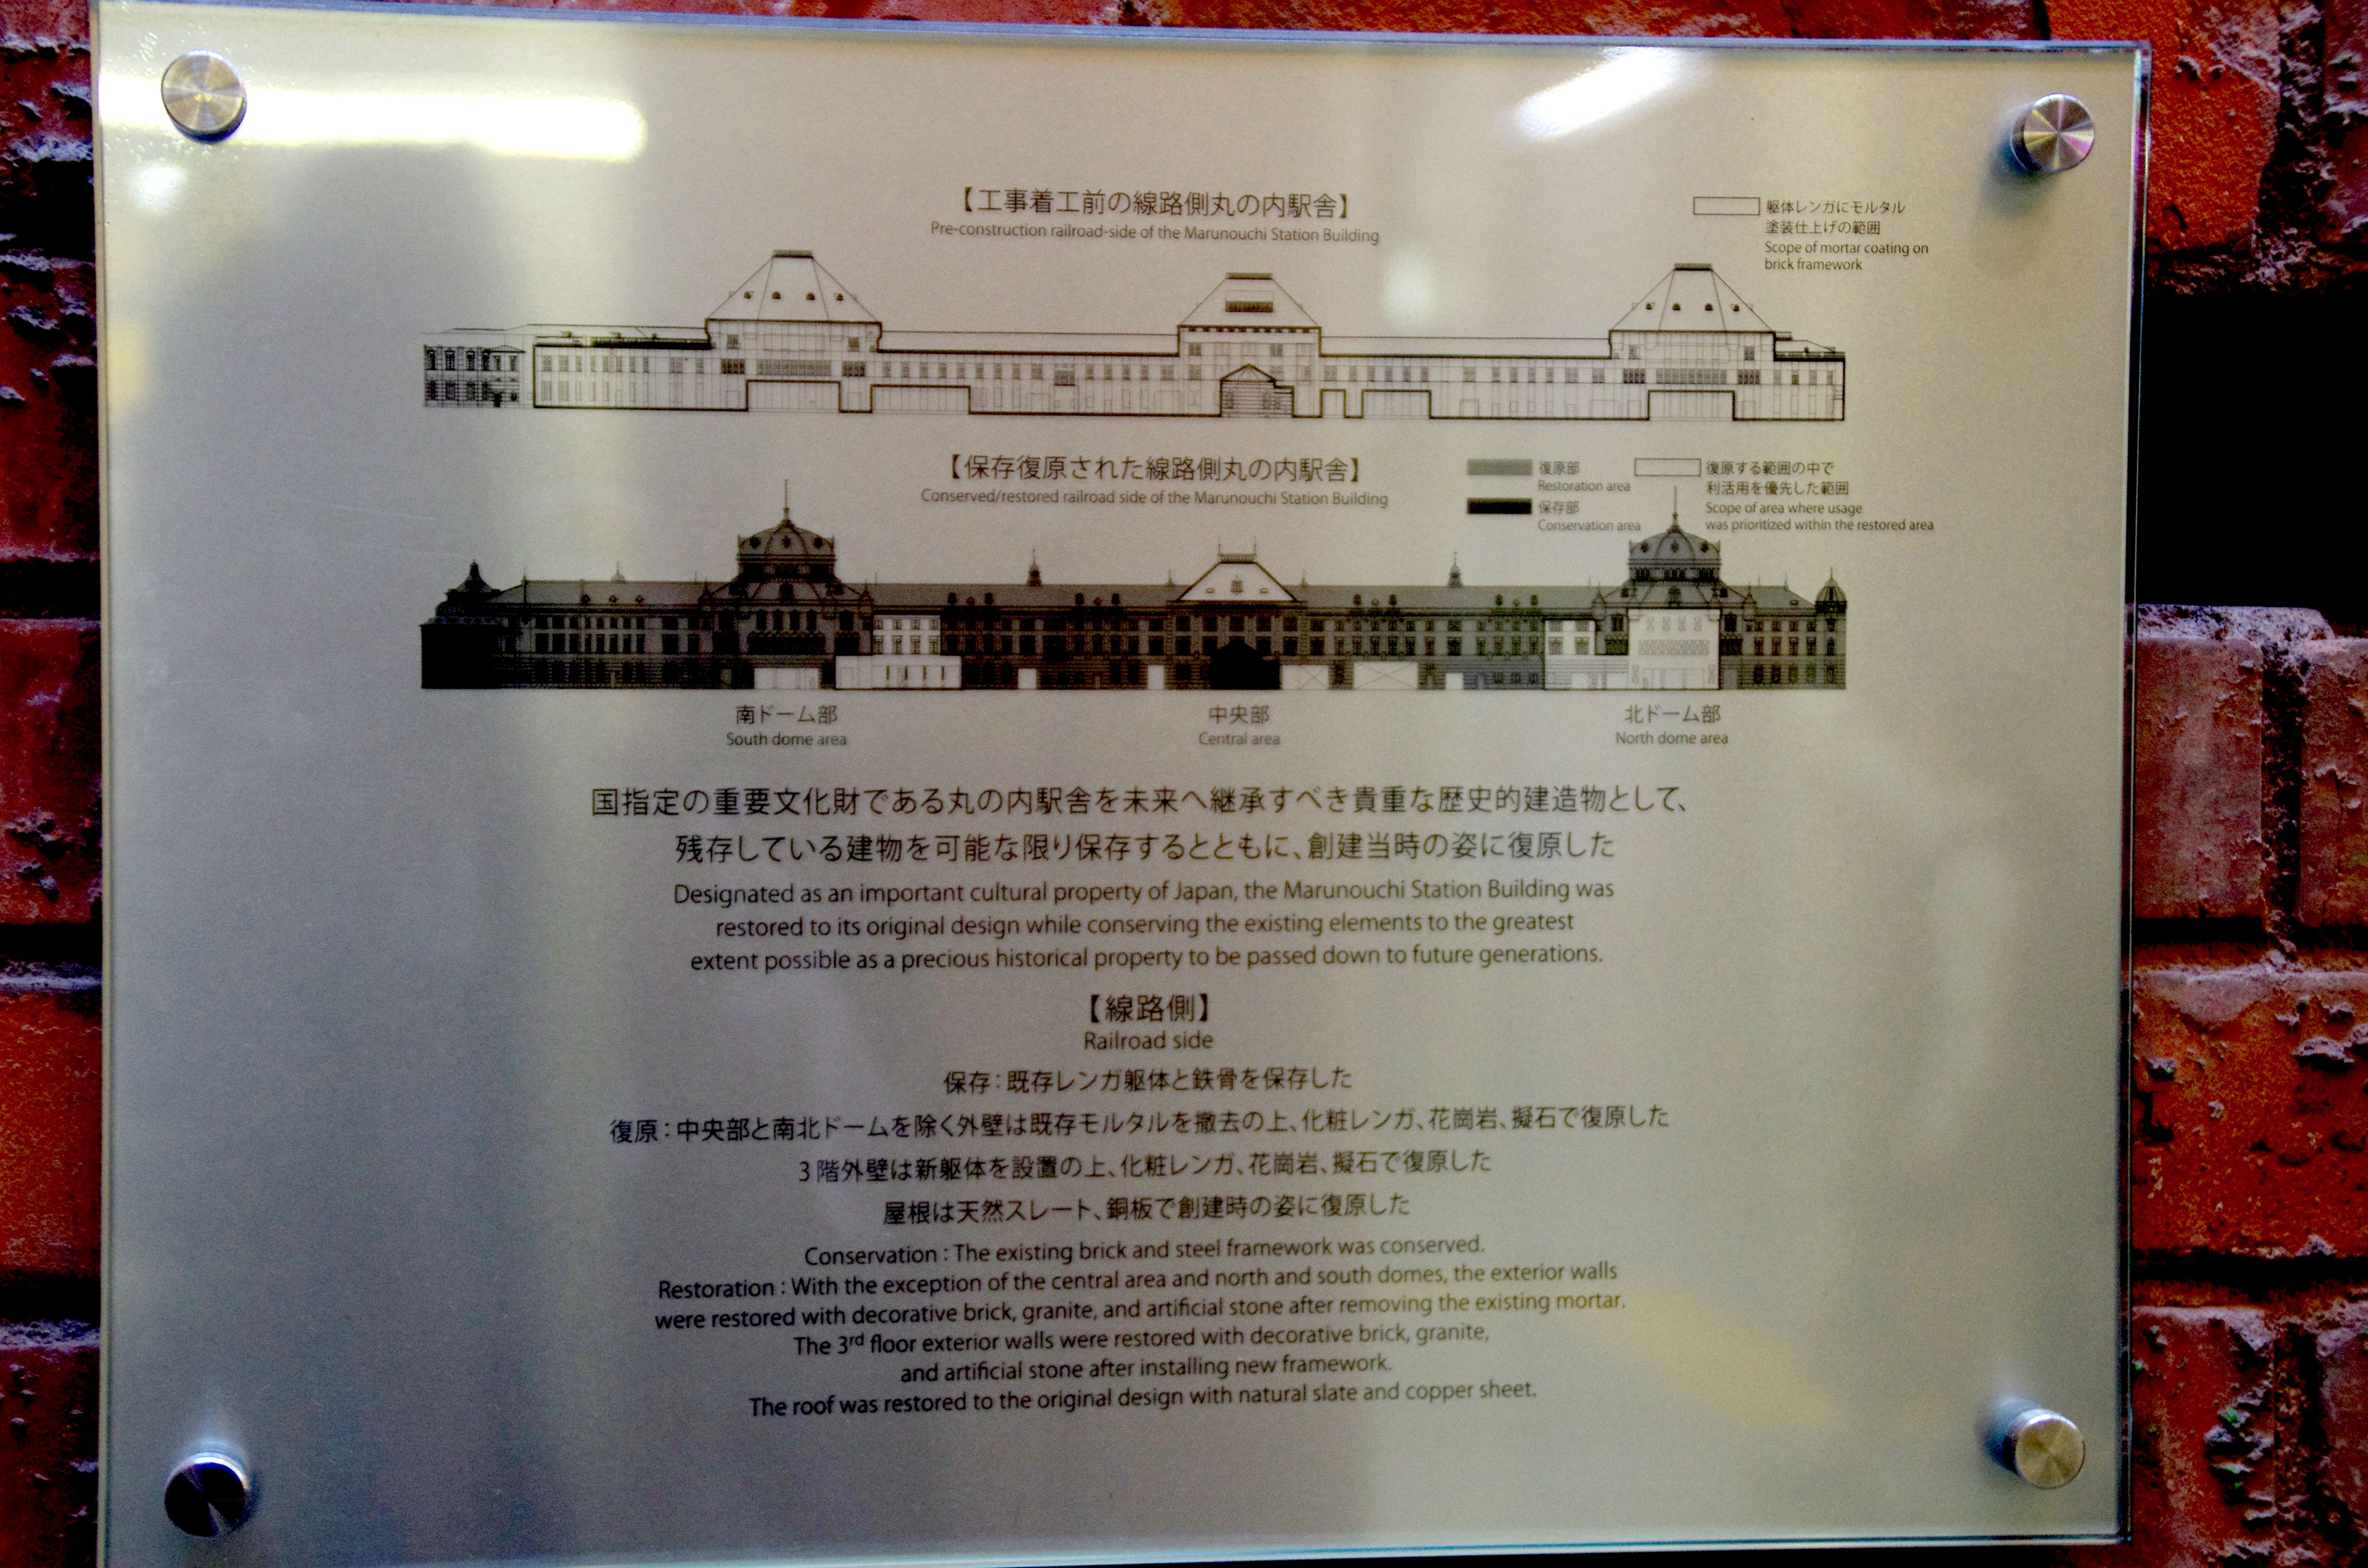 【工事着工前の線路側丸の内駅舎】
Pre-construction railroad-side of the Marunouchi Station Building
躯体レンガにモルタル
塗装仕上げの範囲
Scope of mortar coating on
brick framework
【保存復原された線路側丸の内駅舎】
Conserved/restored railroad side of the Marunouchi Station Building
復原部
Restoration area
保存部
Conservation area
復原する範囲の中で
利活用を優先した範囲
Scope of area where usage
was prioritized within the restored area
南ドーム部
South dome area
中央部
Central area
北ドーム部
North dome area
国指定の重要文化財である丸の内駅舎を未来へ継承すべき貴重な歴史的建造物として、
残存している建物を可能な限り保存するとともに、創建当時の姿に復原した
Designated as an important cultural property of Japan, the Marunouchi Station Building was
restored to its original design while conserving the existing elements to the greatest
extent possible as a precious historical property to be passed down to future generations.
【線路側】
Railroad side
保存：既存レンガ躯体と鉄骨を保存した
復原：中央部と南北ドームを除く外壁は既存モルタルを撤去の上、化粧レンガ、花崗岩、擬石で復原した
3階外壁は新躯体を設置の上、化粧レンガ、花崗岩、擬石で復原した
屋根は天然スレート、銅板で創建時の姿に復原した
Conservation : The existing brick and steel framework was conserved.
Restoration : With the exception of the central area and north and south domes, the exterior walls
were restored with decorative brick, granite, and artificial stone after removing the existing mortar.
The 3rd floor exterior walls were restored with decorative brick, granite,
and artificial stone after installing new framework.
The roof was restored to the original design with natural slate and copper sheet.